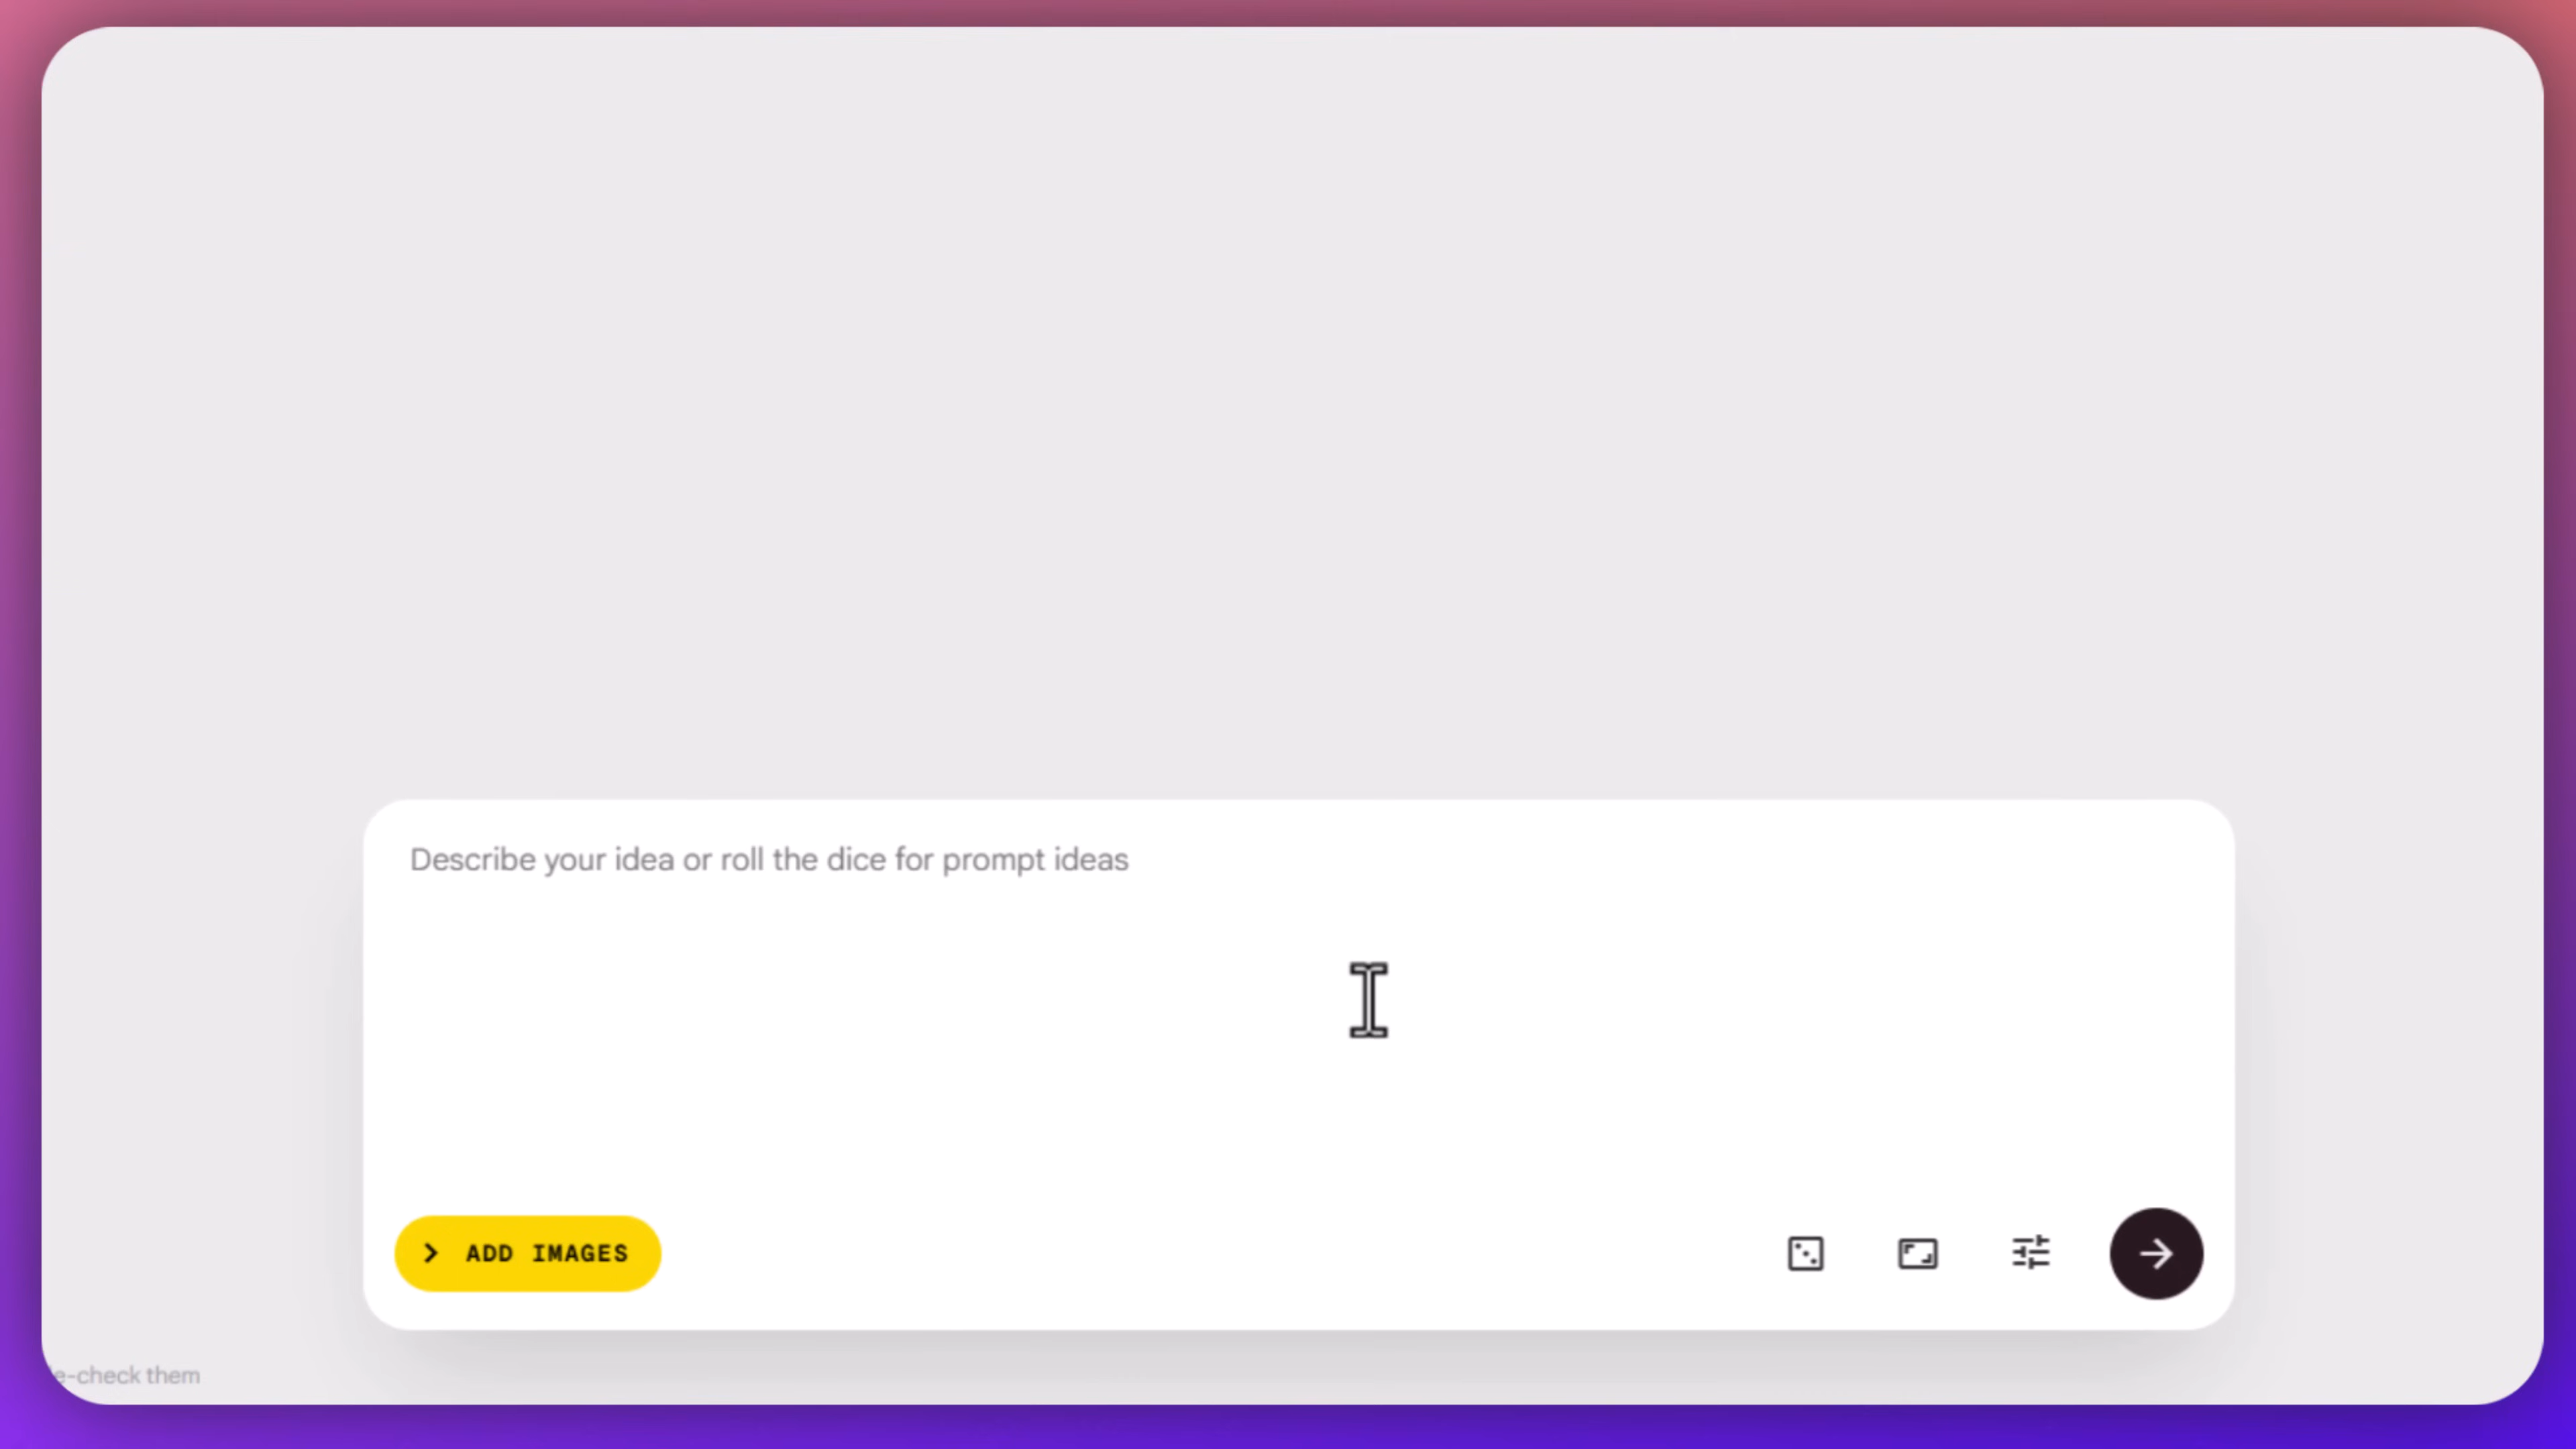 Describe your idea or roll the dice for prompt ideas
ADD IMAGES
e-check them